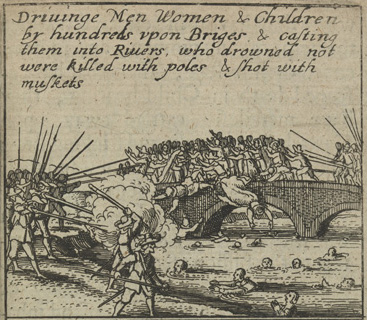 Driuinge Men Women & Children
by hundreds vpon Briges & casting
them into Riuers, who drowned not
were killed with poles & shot with
muskets